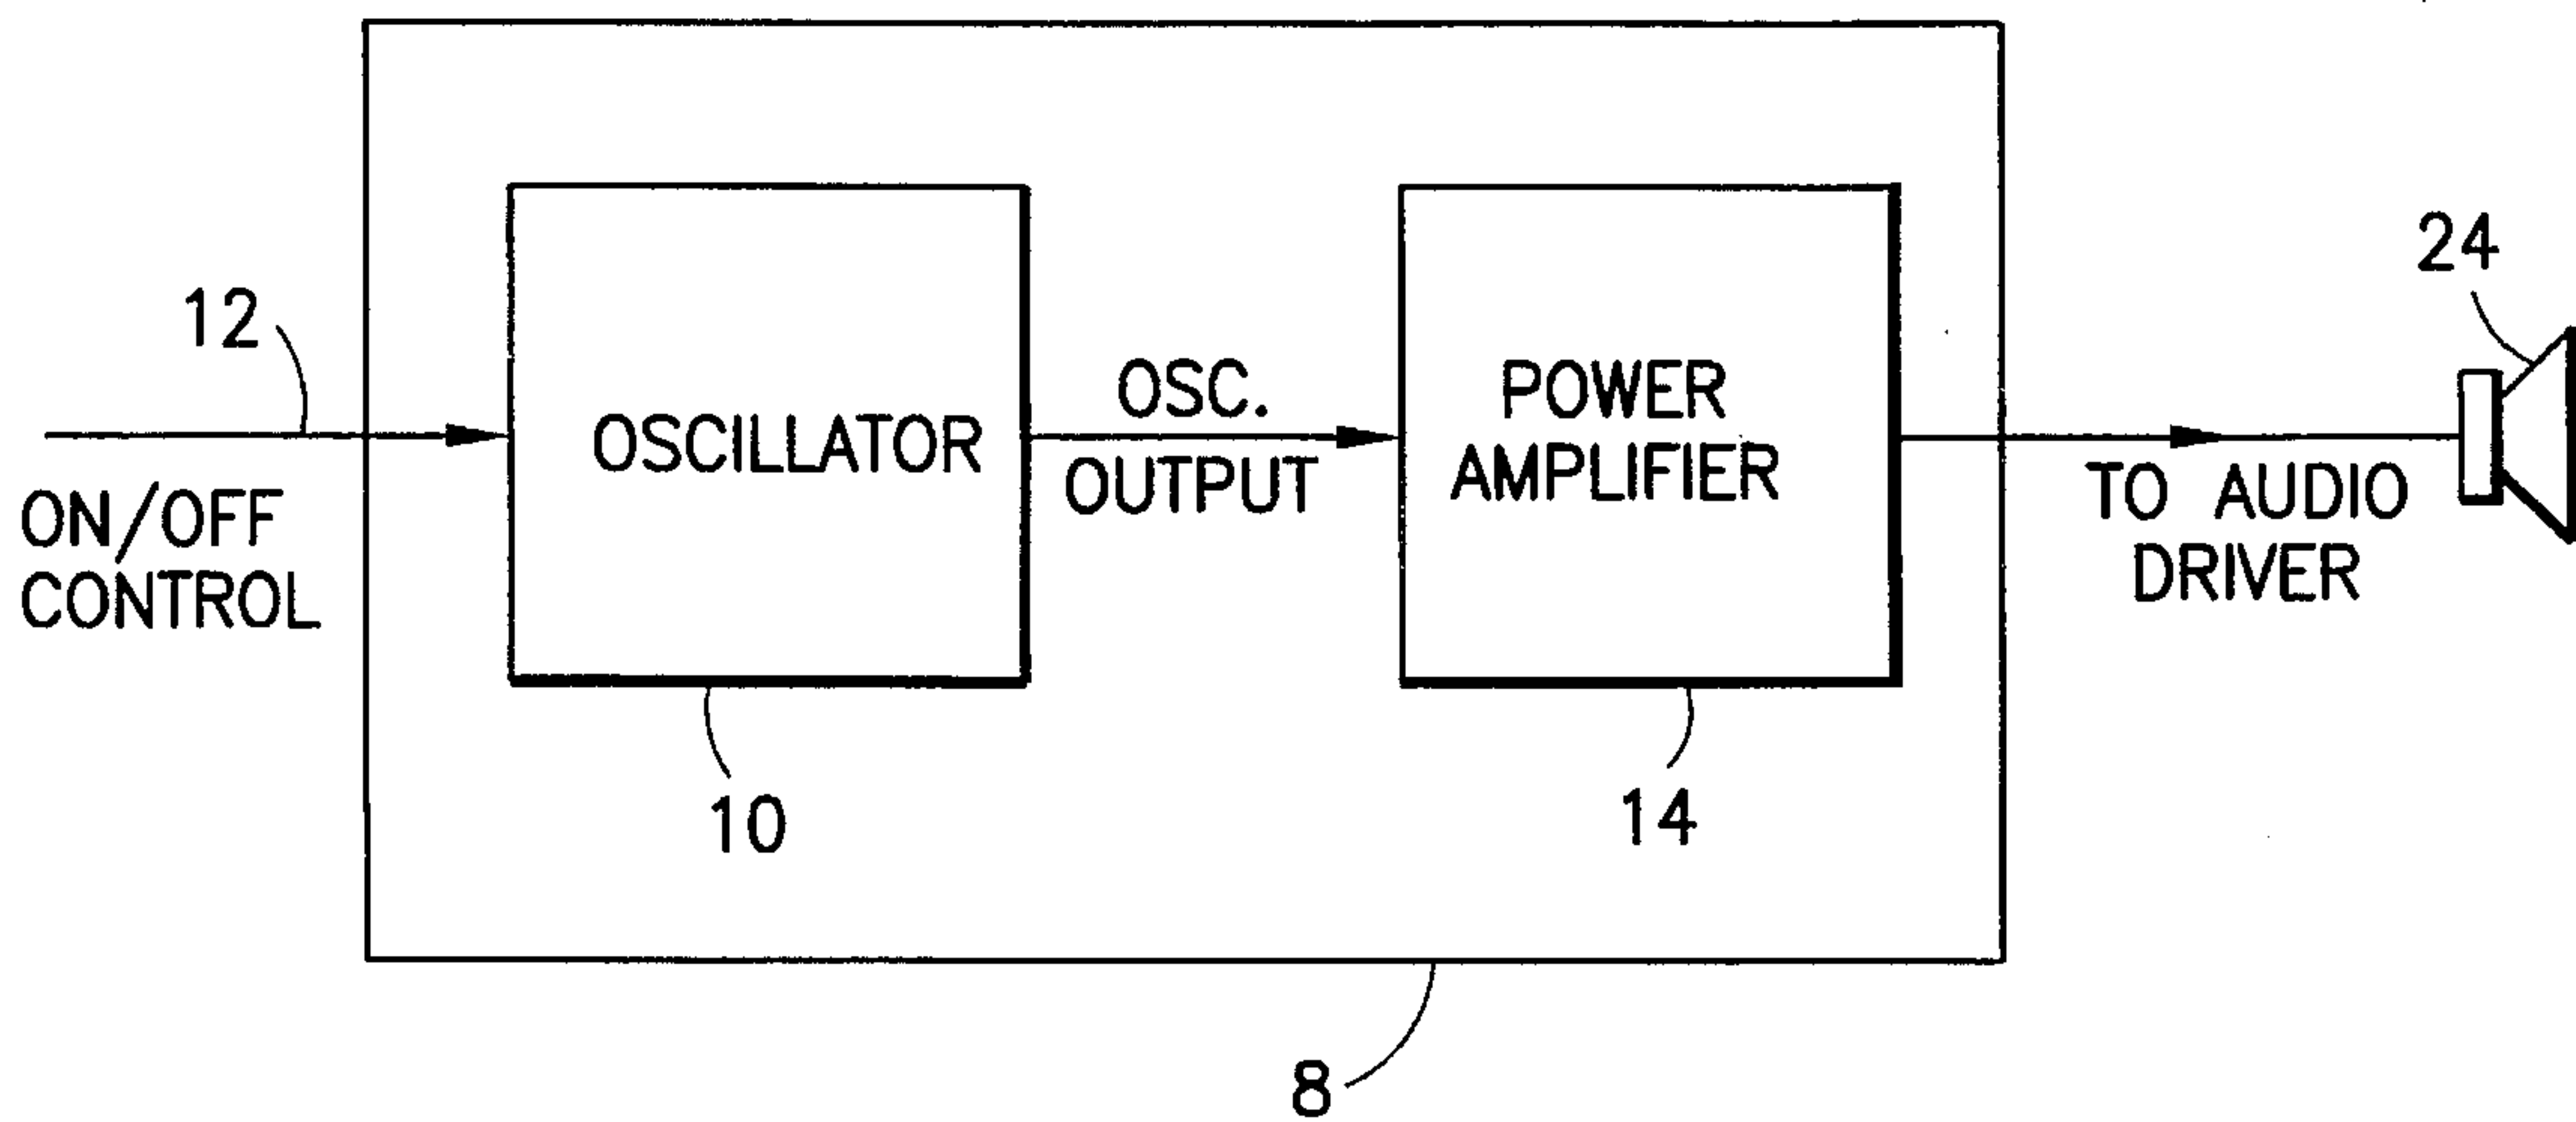 12
ON/OFF
CONTROL
OSCILLATOR
10
OSC.
OUTPUT
POWER
AMPLIFIER
14
TO AUDIO
DRIVER
24
8